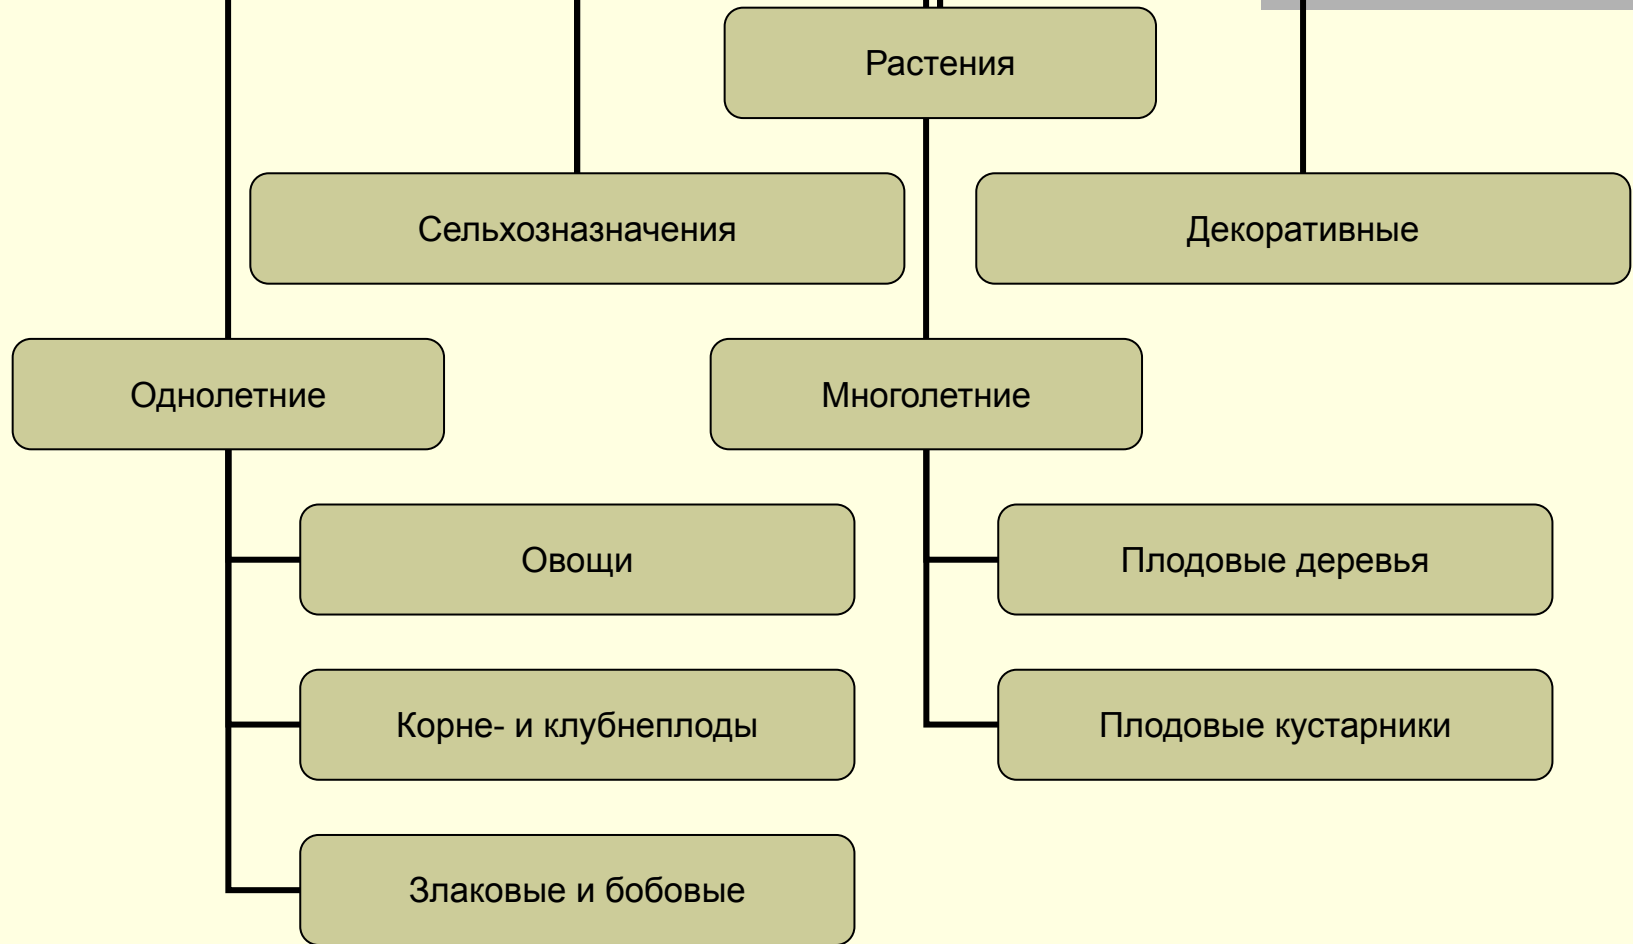 Растения
Сельхозназначения
Декоративные
Однолетние
Многолетние
Овощи
Плодовые деревья
Корне- и клубнеплоды
Плодовые кустарники
Злаковые и бобовые